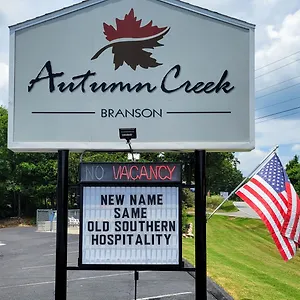 Autumn Creek
BRANSON
NO VACANCY
NEW NAME
SAME
OLD SOUTHERN
HOSPITALITY